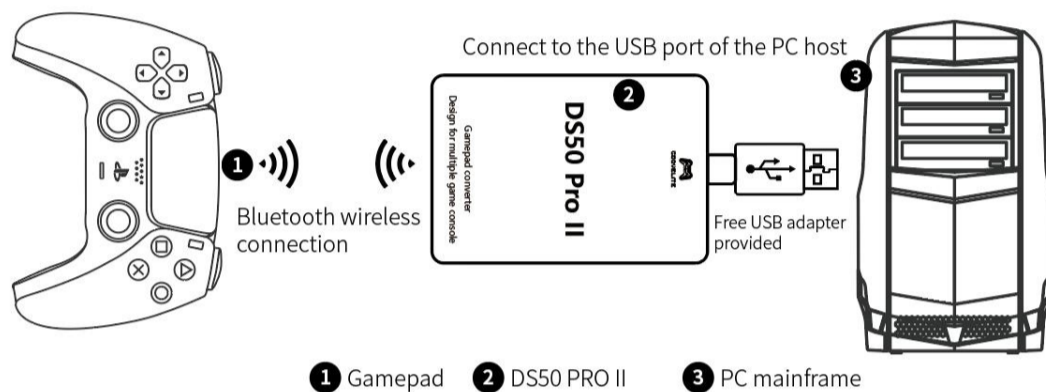 Connect to the USB port of the PC host
3
2
1
Bluetooth wireless
connection
Gamepad converter
Design for multiple game console
DS50 Pro II
COOV
ELITE
Free USB adapter
provided
1 Gamepad
2 DS50 PRO II
3 PC mainframe